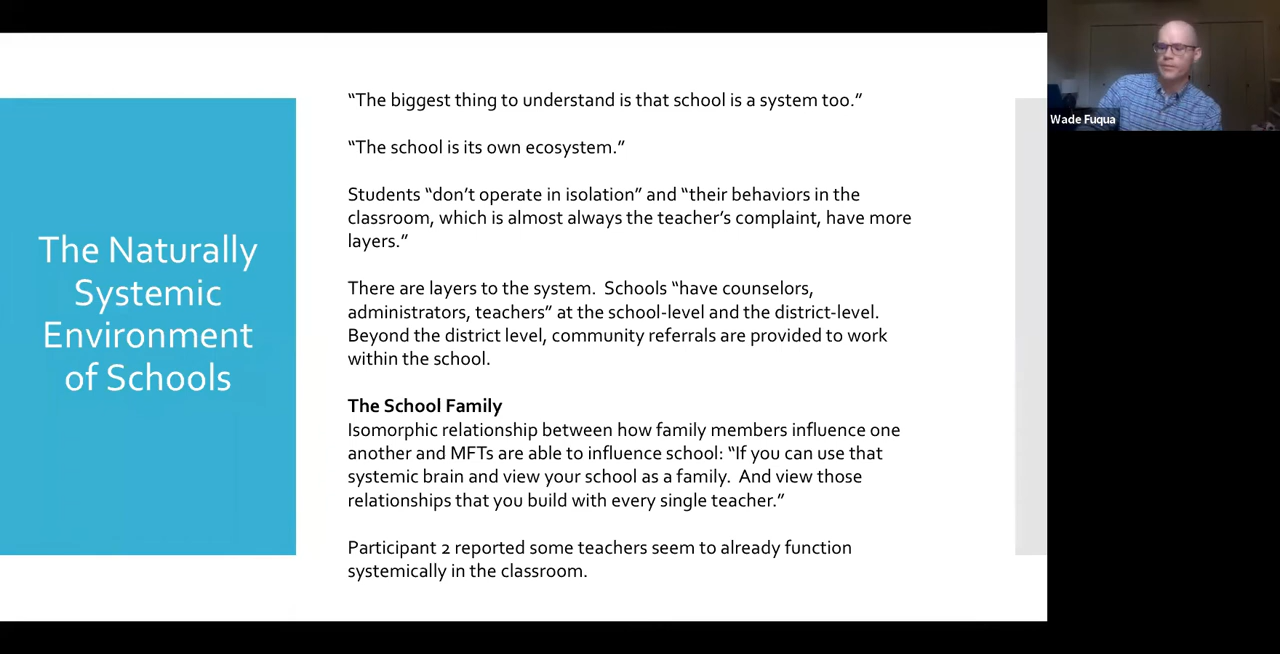 The Naturally
Systemic
Environment
of Schools
“The biggest thing to understand is that school is a system too.”
“The school is its own ecosystem.”
Students “don’t operate in isolation” and “their behaviors in the
classroom, which is almost always the teacher’s complaint, have more
layers.”
There are layers to the system.  Schools “have counselors,
administrators, teachers” at the school-level and the district-level.
Beyond the district level, community referrals are provided to work
within the school.
The School Family
Isomorphic relationship between how family members influence one
another and MFTs are able to influence school: “If you can use that
systemic brain and view your school as a family.  And view those
relationships that you build with every single teacher.”
Participant 2 reported some teachers seem to already function
systemically in the classroom.
Wade Fuqua